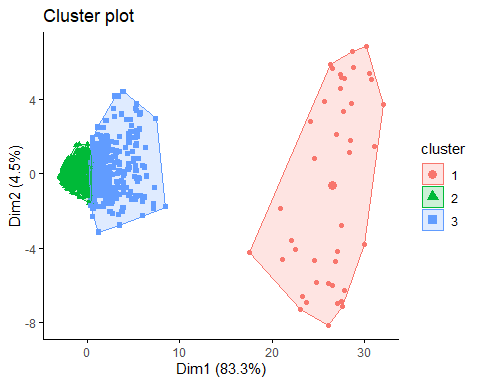 Cluster plot
Dim2 (4.5%)
4
0
-4
-8
0
10
20
30
Dim1 (83.3%)
cluster
1
2
3